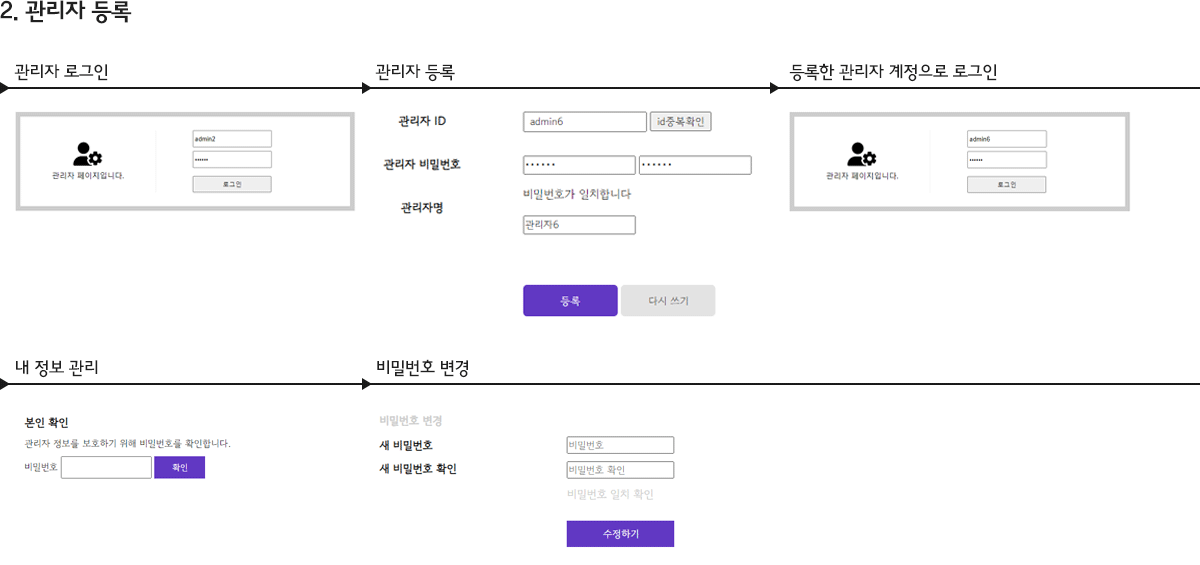 2. 관리자 등록
관리자 로그인
관리자 등록
등록한 관리자 계정으로 로그인
admin2
••••••
로그인
관리자 페이지입니다.
관리자 ID
admin6
id중복확인
관리자 비밀번호
••••••
••••••
비밀번호가 일치합니다
관리자명
관리자6
등록
다시 쓰기
admin6
••••••
로그인
관리자 페이지입니다.
내 정보 관리
비밀번호 변경
본인 확인
관리자 정보를 보호하기 위해 비밀번호를 확인합니다.
비밀번호
확인
비밀번호 변경
새 비밀번호
비밀번호
새 비밀번호 확인
비밀번호 확인
비밀번호 일치 확인
수정하기